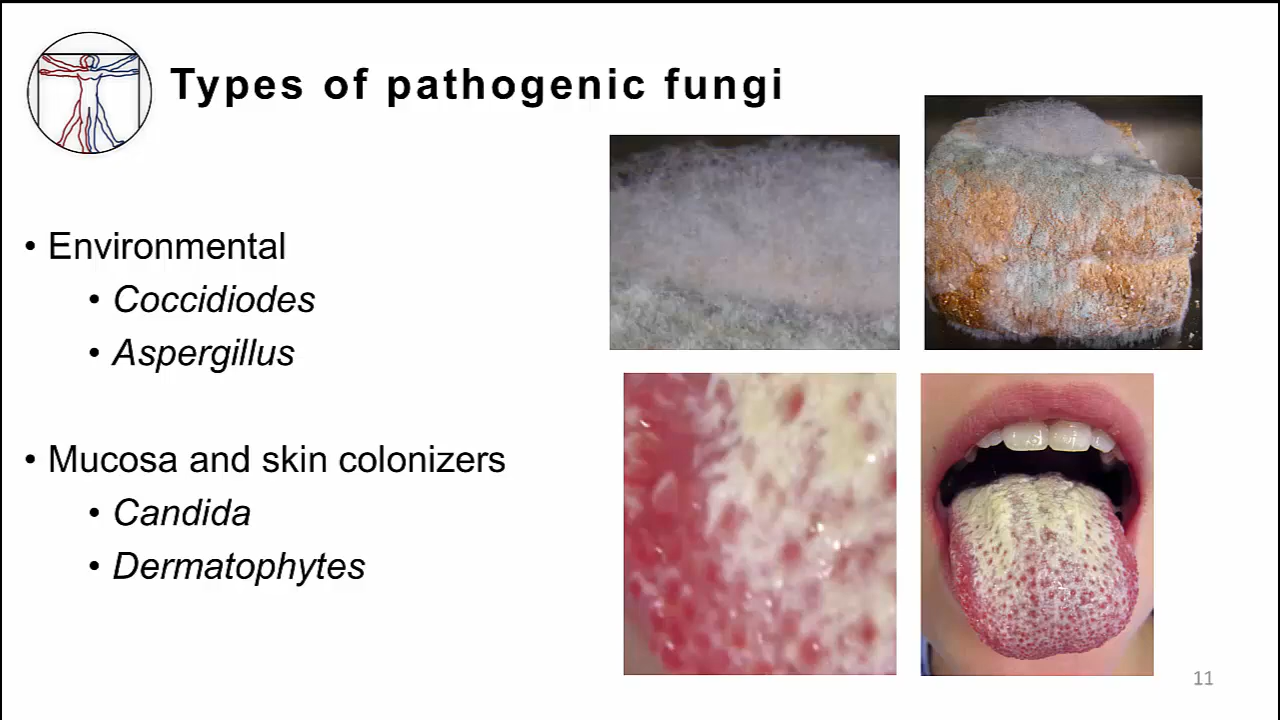 Types of pathogenic fungi
• Environmental
• Coccidiodes
• Aspergillus
• Mucosa and skin colonizers
• Candida
• Dermatophytes
11